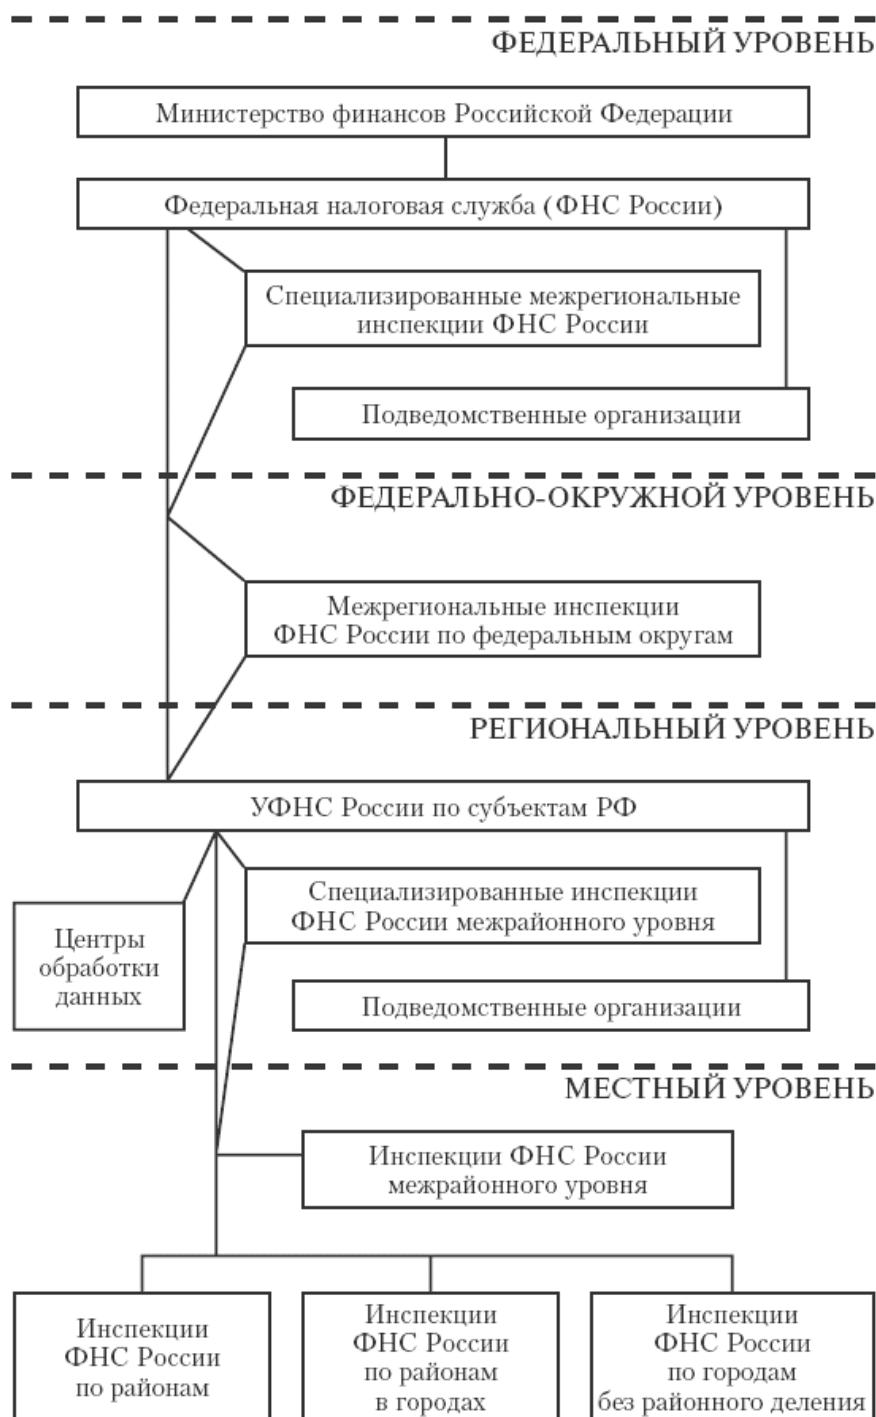 ФЕДЕРАЛЬНЫЙ УРОВЕНЬ
Министерство финансов Российской Федерации
Федеральная налоговая служба (ФНС России)
Специализированные межрегиональные
инспекции ФНС России
Подведомственные организации
ФЕДЕРАЛЬНО-ОКРУЖНОЙ УРОВЕНЬ
Межрегиональные инспекции
ФНС России по федеральным округам
РЕГИОНАЛЬНЫЙ УРОВЕНЬ
УФНС России по субъектам РФ
Специализированные инспекции
ФНС России межрайонного уровня
Центры
обработки
данных
Подведомственные организации
МЕСТНЫЙ УРОВЕНЬ
Инспекции ФНС России
межрайонного уровня
Инспекции
ФНС России
по районам
Инспекции
ФНС России
по районам
в городах
Инспекции
ФНС России
по городам
без районного деления